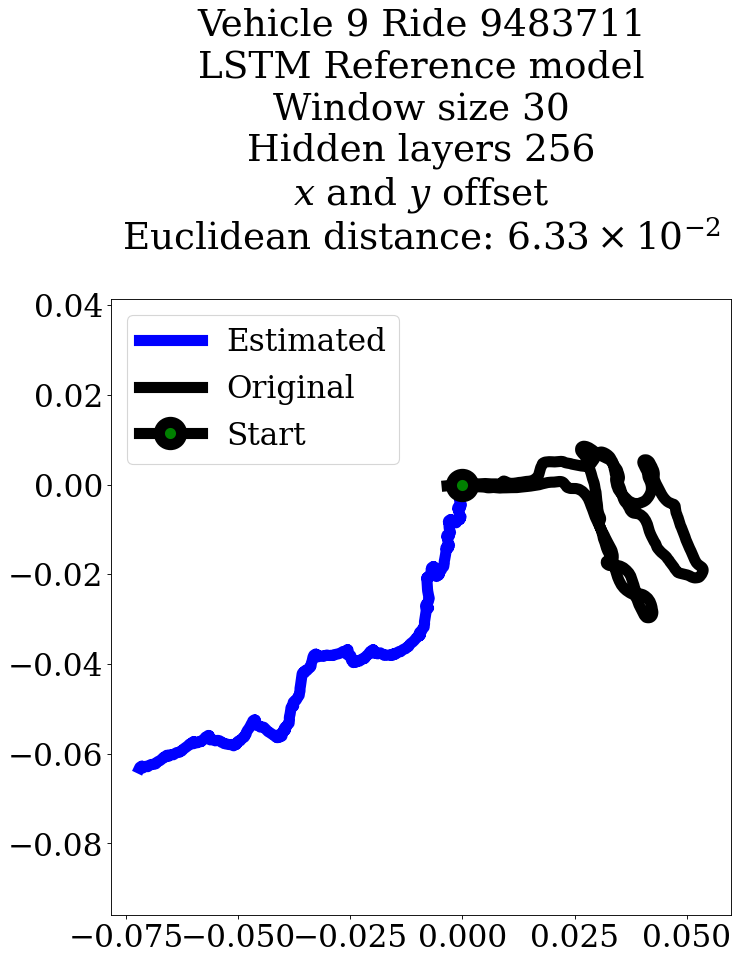 Vehicle 9 Ride 9483711
LSTM Reference model
Window size 30
Hidden layers 256
x and y offset
Euclidean distance: 6.33 × 10⁻²
0.04
0.02
0.00
−0.02
−0.04
−0.06
−0.08
Estimated
Original
Start
−0.075 −0.050 −0.025 0.000 0.025 0.050